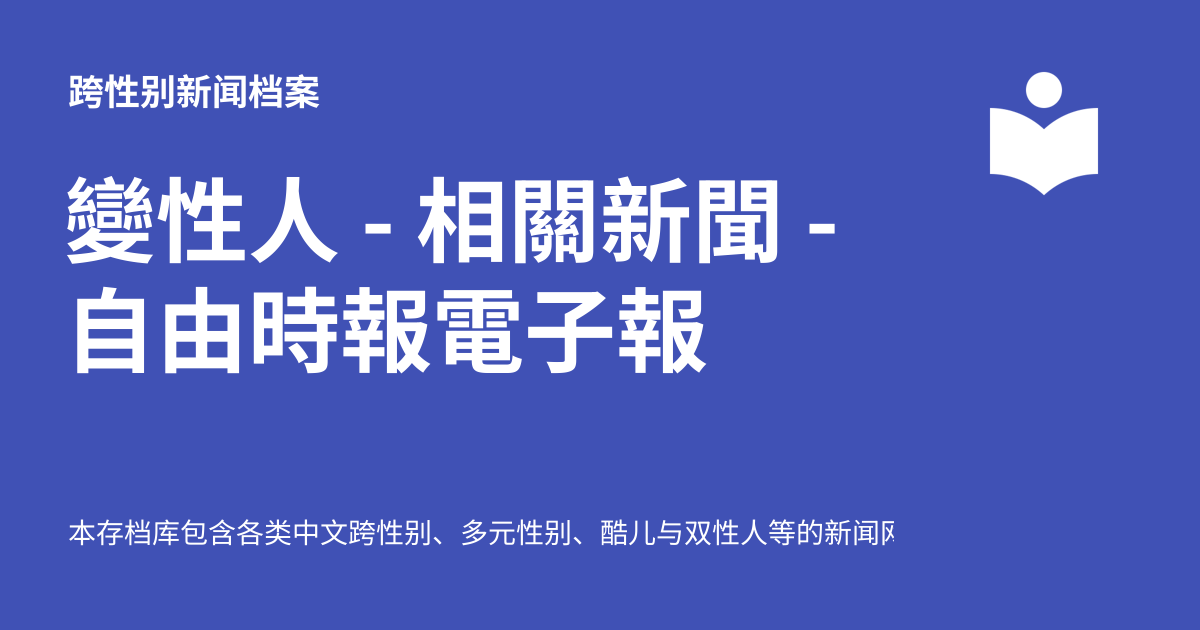 跨性别新闻档案
變性人 - 相關新聞 -
自由時報電子報
本存档库包含各类中文跨性别、多元性别、酷儿与双性人等的新闻